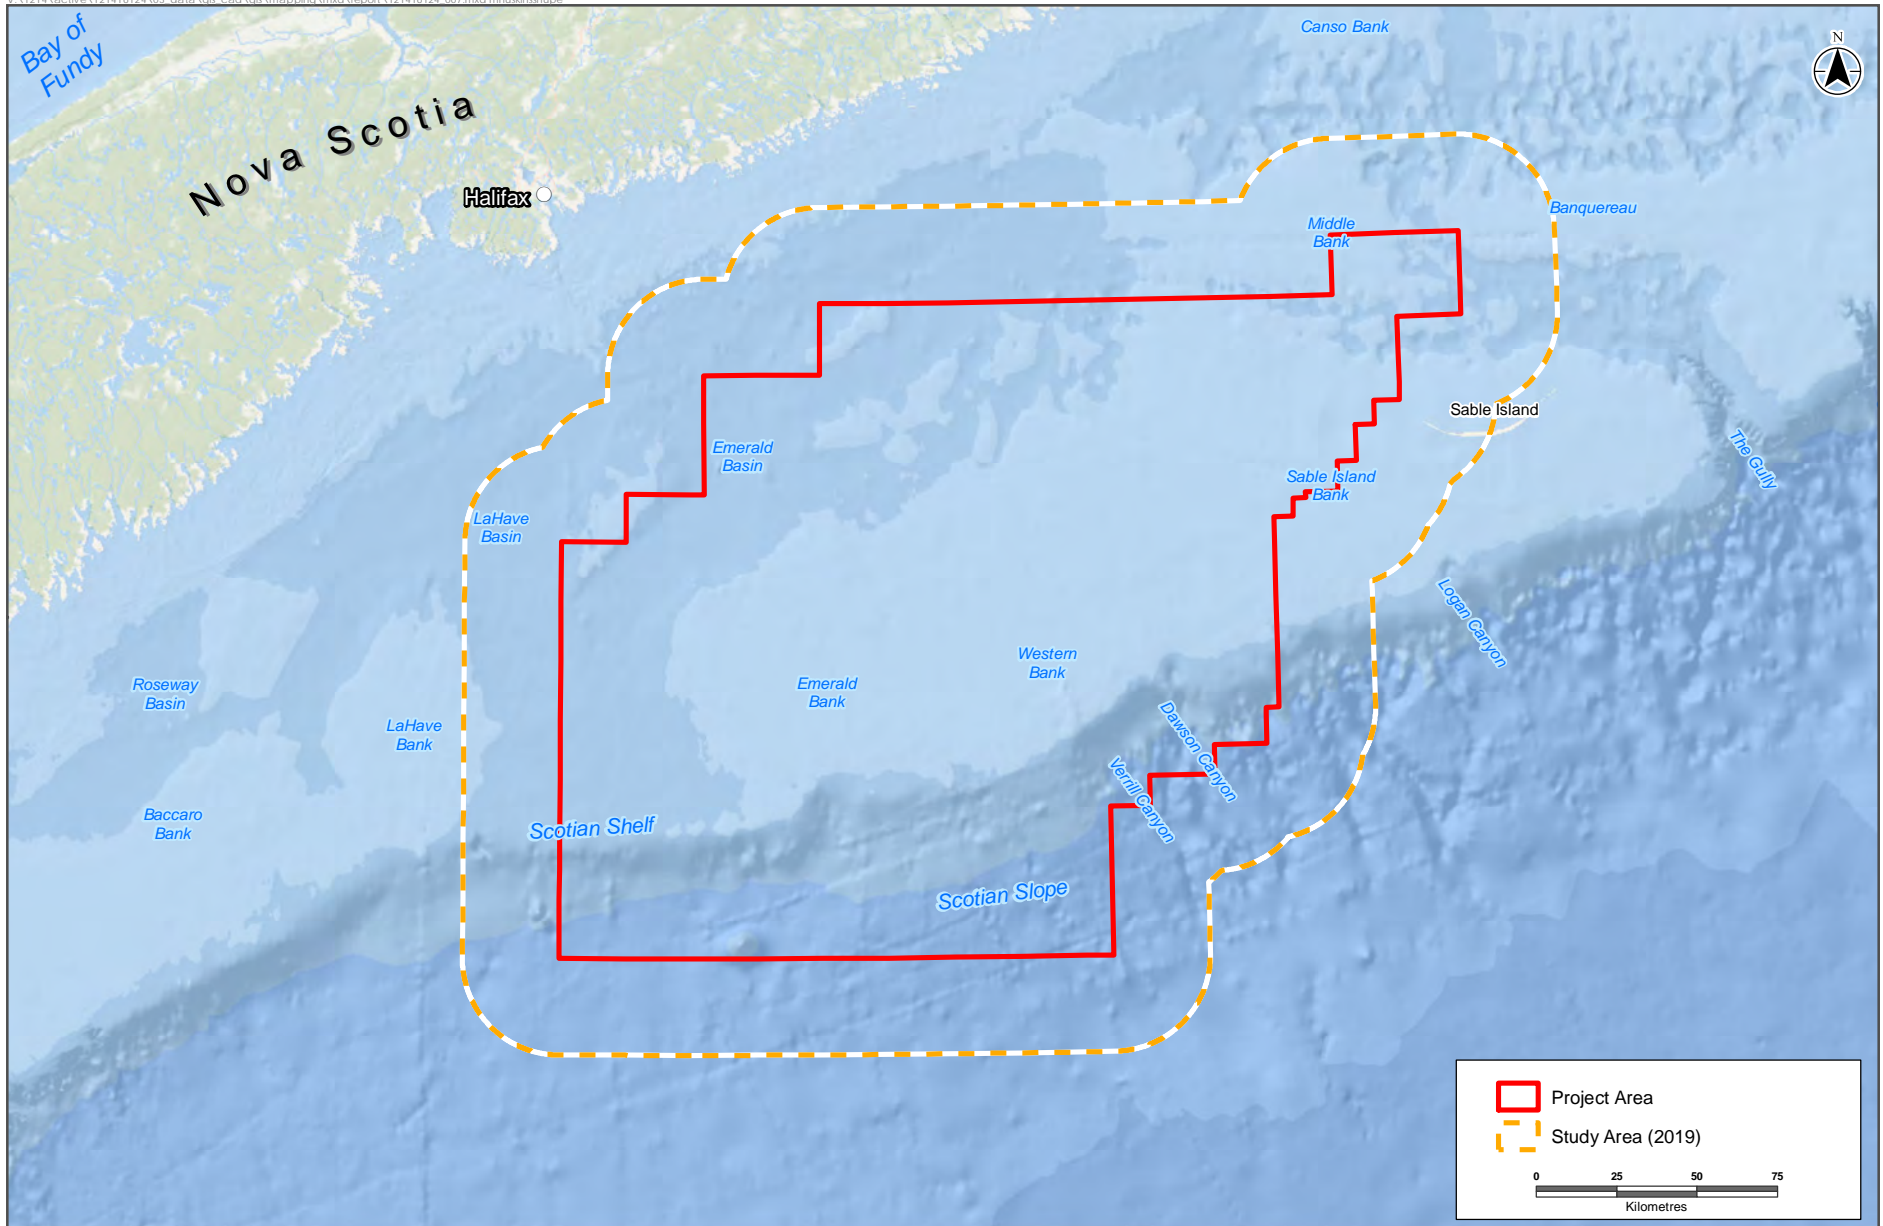 Bay of
Fundy
Nova Scotia
Halifax
Canso Bank
N
Banquereau
Middle
Bank
Sable Island
The Gully
Emerald
Basin
Sable Island
Bank
LaHave
Basin
Logan Canyon
Western
Bank
Emerald
Bank
Roseway
Basin
LaHave
Bank
Dawson Canyon
Verrill Canyon
Baccaro
Bank
Scotian Shelf
Scotian Slope
Project Area
Study Area (2019)
0 25 50 75
Kilometres